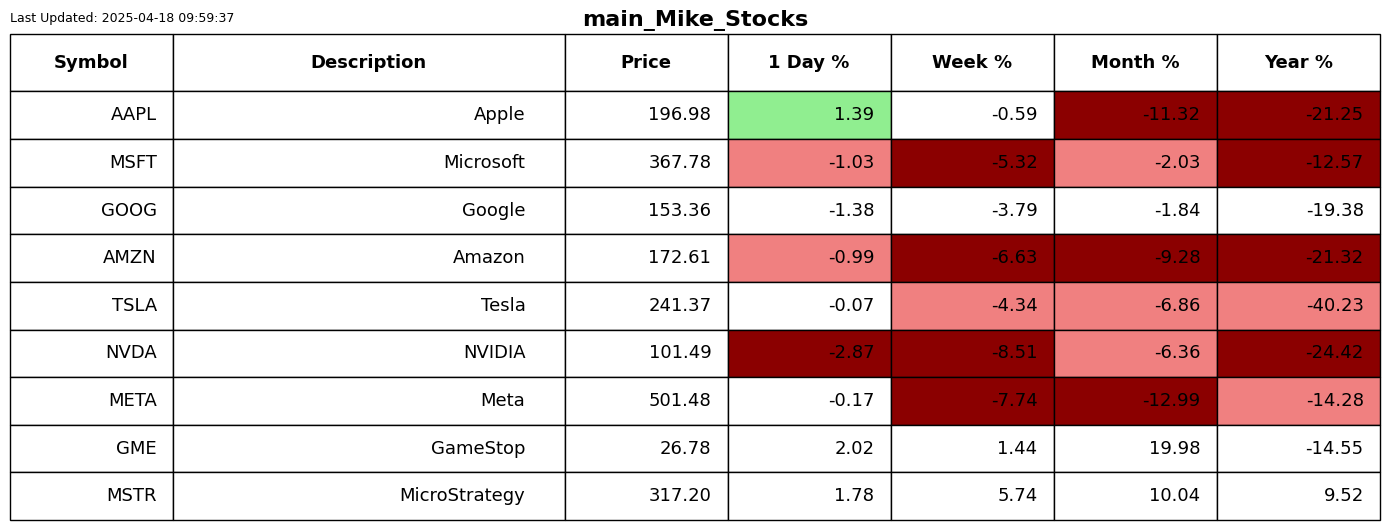 Last Updated: 2025-04-18 09:59:37
main_Mike_Stocks
Symbol Description Price 1 Day % Week % Month % Year %
AAPL Apple 196.98 1.39 -0.59 -11.32 -21.25
MSFT Microsoft 367.78 -1.03 -5.32 -2.03 -12.57
GOOG Google 153.36 -1.38 -3.79 -1.84 -19.38
AMZN Amazon 172.61 -0.99 -6.63 -9.28 -21.32
TSLA Tesla 241.37 -0.07 -4.34 -6.86 -40.23
NVDA NVIDIA 101.49 -2.87 -8.51 -6.36 -24.42
META Meta 501.48 -0.17 -7.74 -12.99 -14.28
GME GameStop 26.78 2.02 1.44 19.98 -14.55
MSTR MicroStrategy 317.20 1.78 5.74 10.04 9.52